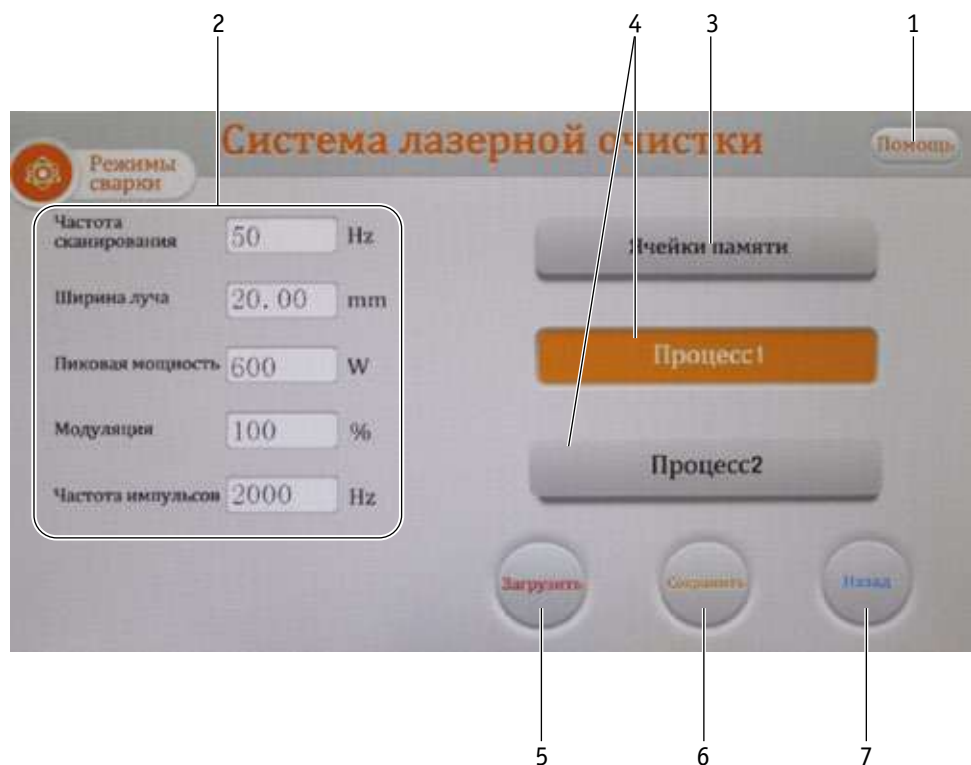 2
4
3
1
Система лазерной очистки
Режимы
сварки
Помощь
Частота
сканирования
50
Hz
Ширина луча
20.00
mm
Пиковая мощность
600
W
Модуляция
100
%
Частота импульсов
2000
Hz
Ячейки памяти
Процесс1
Процесс2
Загрузить
Сохранить
Назад
5
6
7